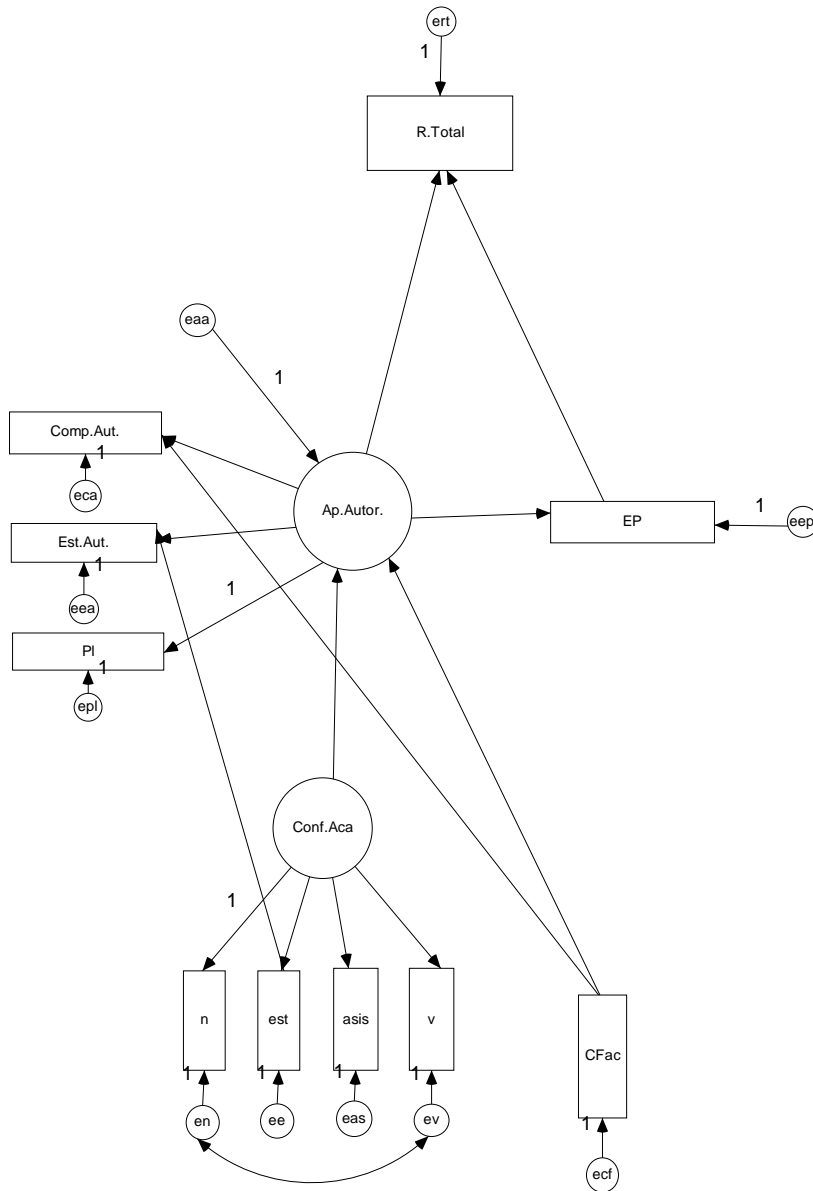 ert
1
R.Total
eaa
1
Comp.Aut.
1
eca
Ap.Autor.
EP
1
eep
Est.Aut.
1
eea
1
Pl
1
epl
Conf.Aca
1
n
est
asis
v
CFac
1
1
1
1
1
en
ee
eas
ev
ecf